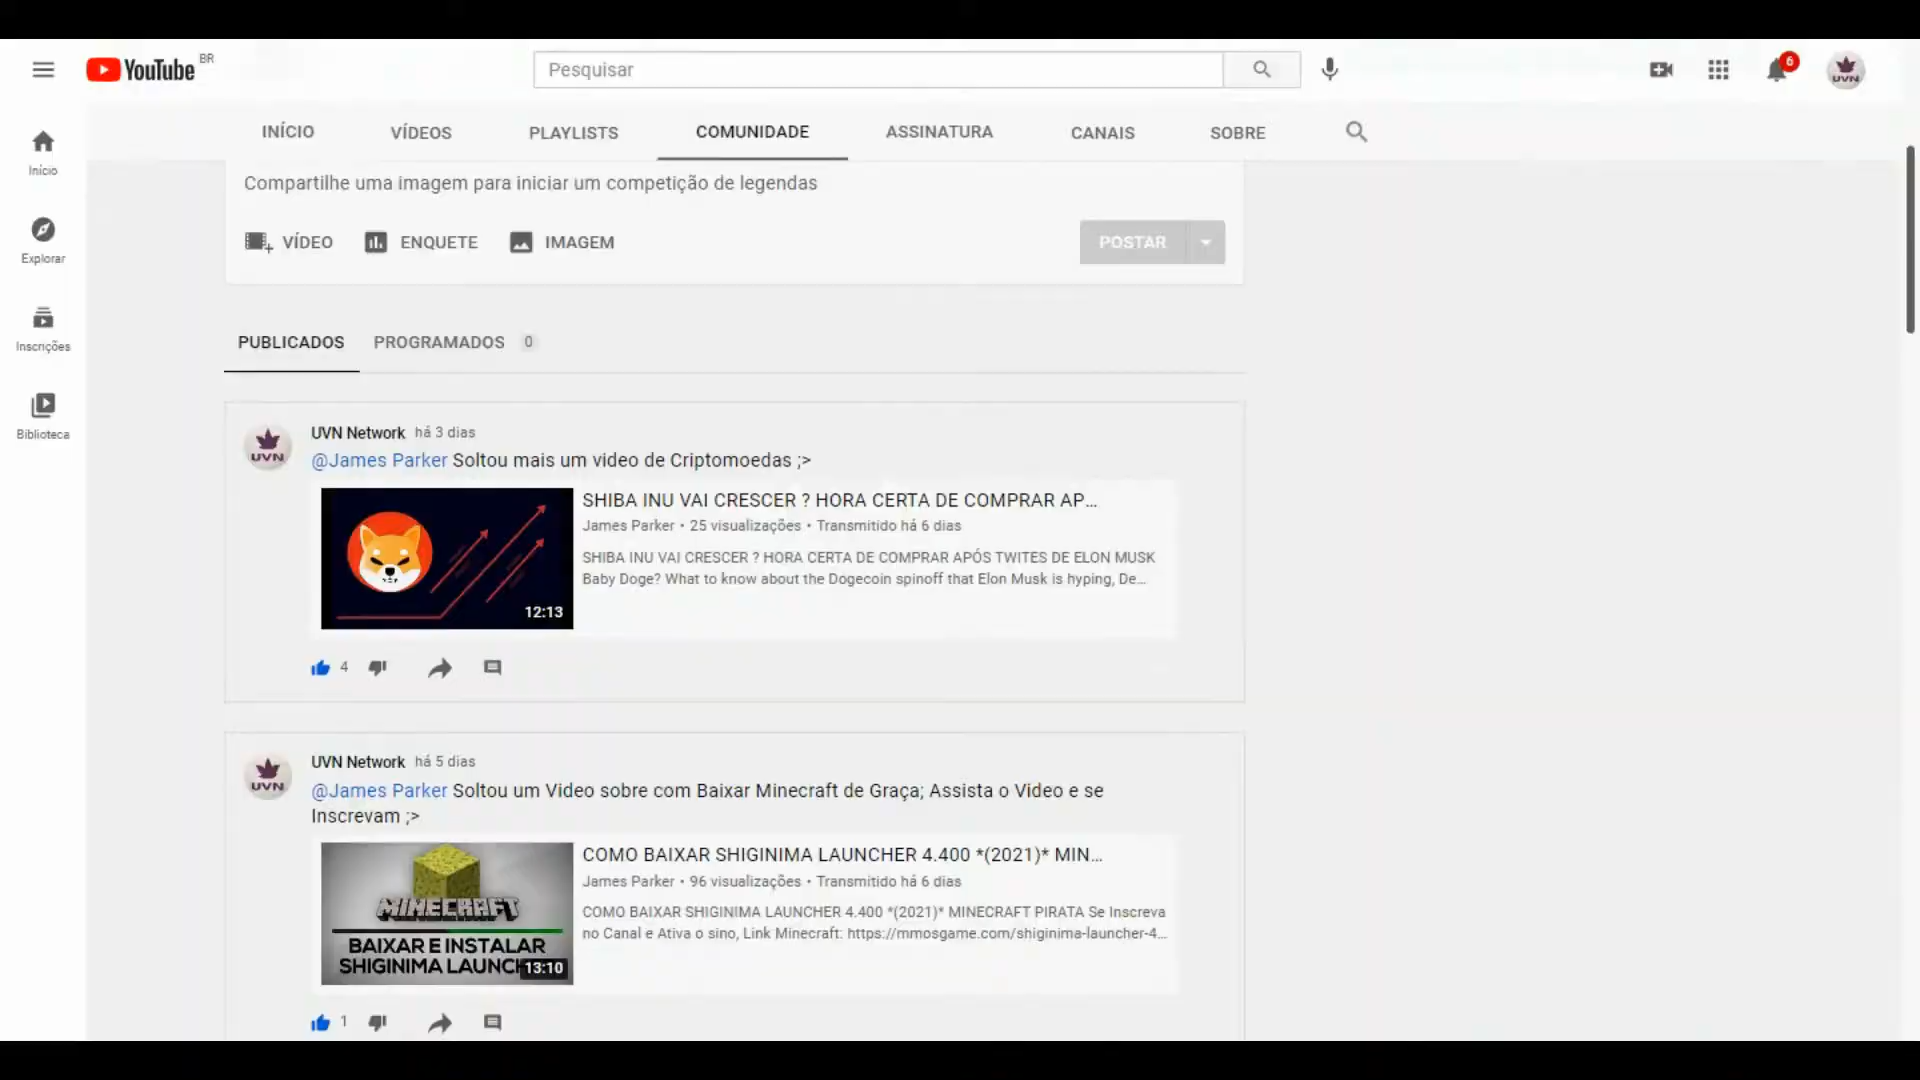 YouTube BR
Pesquisar
6
UVN
INÍCIO VÍDEOS PLAYLISTS COMUNIDADE ASSINATURA CANAIS SOBRE
Início
Explorar
Inscrições
Biblioteca
Compartilhe uma imagem para iniciar um competição de legendas
VÍDEO ENQUETE IMAGEM POSTAR
PUBLICADOS PROGRAMADOS 0
UVN
UVN Network há 3 dias
@James Parker Soltou mais um video de Criptomoedas ;>
12:13
SHIBA INU VAI CRESCER ? HORA CERTA DE COMPRAR AP...
James Parker • 25 visualizações • Transmitido há 6 dias
SHIBA INU VAI CRESCER ? HORA CERTA DE COMPRAR APÓS TWITES DE ELON MUSK
Baby Doge? What to know about the Dogecoin spinoff that Elon Musk is hyping, De...
4
UVN
UVN Network há 5 dias
@James Parker Soltou um Video sobre com Baixar Minecraft de Graça; Assista o Video e se
Inscrevam ;>
MINECRAFT
BAIXAR E INSTALAR
SHIGINIMA LAUNCH
13:10
COMO BAIXAR SHIGINIMA LAUNCHER 4.400 *(2021)* MIN...
James Parker • 96 visualizações • Transmitido há 6 dias
COMO BAIXAR SHIGINIMA LAUNCHER 4.400 *(2021)* MINECRAFT PIRATA Se Inscreva
no Canal e Ativa o sino, Link Minecraft: https://mmosgame.com/shiginima-launcher-4...
1